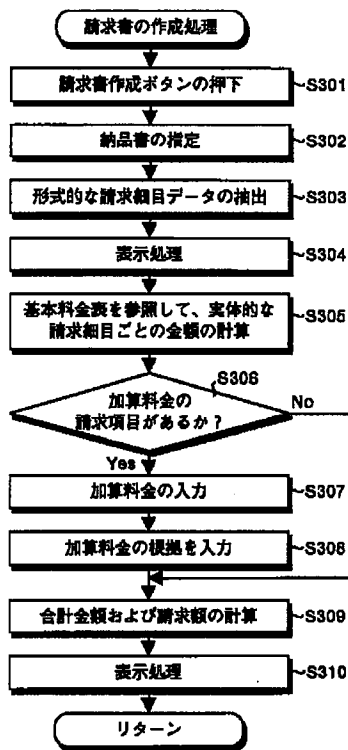 請求書の作成処理
請求書作成ボタンの押下
S301
納品書の指定
S302
形式的な請求細目データの抽出
S303
表示処理
S304
基本料金表を参照して、実体的な
請求細目ごとの金額の計算
S305
S306
加算料金の
請求項目があるか？
No
Yes
加算料金の入力
S307
加算料金の根拠を入力
S308
合計金額および請求額の計算
S309
表示処理
S310
リターン